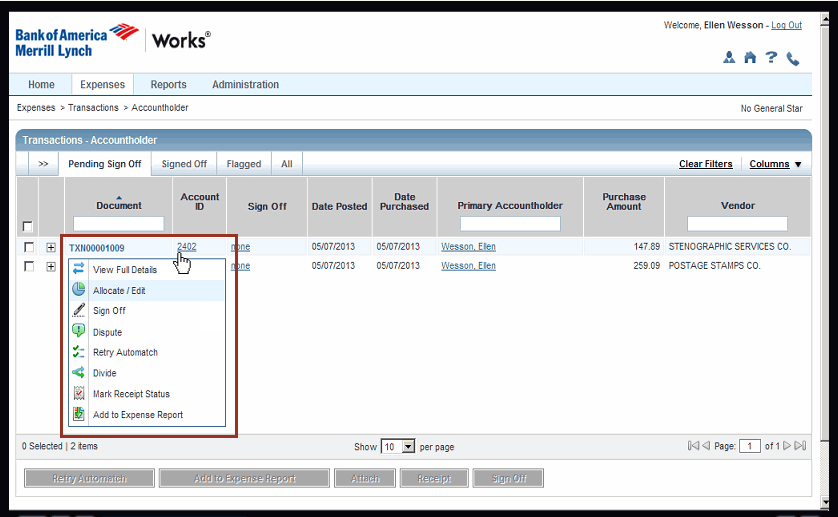 Welcome, Ellen Wesson - Log Out
Bank of America
Merrill Lynch
Works®
Home Expenses Reports Administration
Expenses > Transactions > Accountholder
No General Star
Transactions - Accountholder
>> Pending Sign Off Signed Off Flagged All Clear Filters Columns ▼
Document Account ID Sign Off Date Posted Date Purchased Primary Accountholder Purchase Amount Vendor
TXN00001009 2402 none 05/07/2013 05/07/2013 Wesson, Ellen 147.89 STENOGRAPHIC SERVICES CO.
none 05/07/2013 05/07/2013 Wesson, Ellen 259.09 POSTAGE STAMPS CO.
View Full Details
Allocate / Edit
Sign Off
Dispute
Retry Automatch
Divide
Mark Receipt Status
Add to Expense Report
0 Selected | 2 items Show 10 per page Page: 1 of 1
Retry Automatch Add to Expense Report Attach Receipt Sign Off